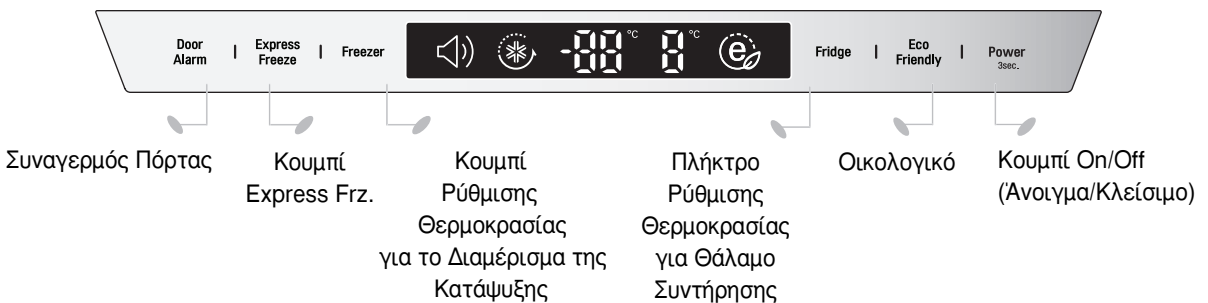 Door
Alarm
Express
Freeze
Freezer
-88 °C
8 °C
e
Fridge
Eco
Friendly
Power
3sec.
Συναγερμός Πόρτας
Κουμπί
Express Frz.
Κουμπί
Ρύθμισης
Θερμοκρασίας
για το Διαμέρισμα της
Κατάψυξης
Πλήκτρο
Ρύθμισης
Θερμοκρασίας
για Θάλαμο
Συντήρησης
Οικολογικό
Κουμπί On/Off
(Άνοιγμα/Κλείσιμο)